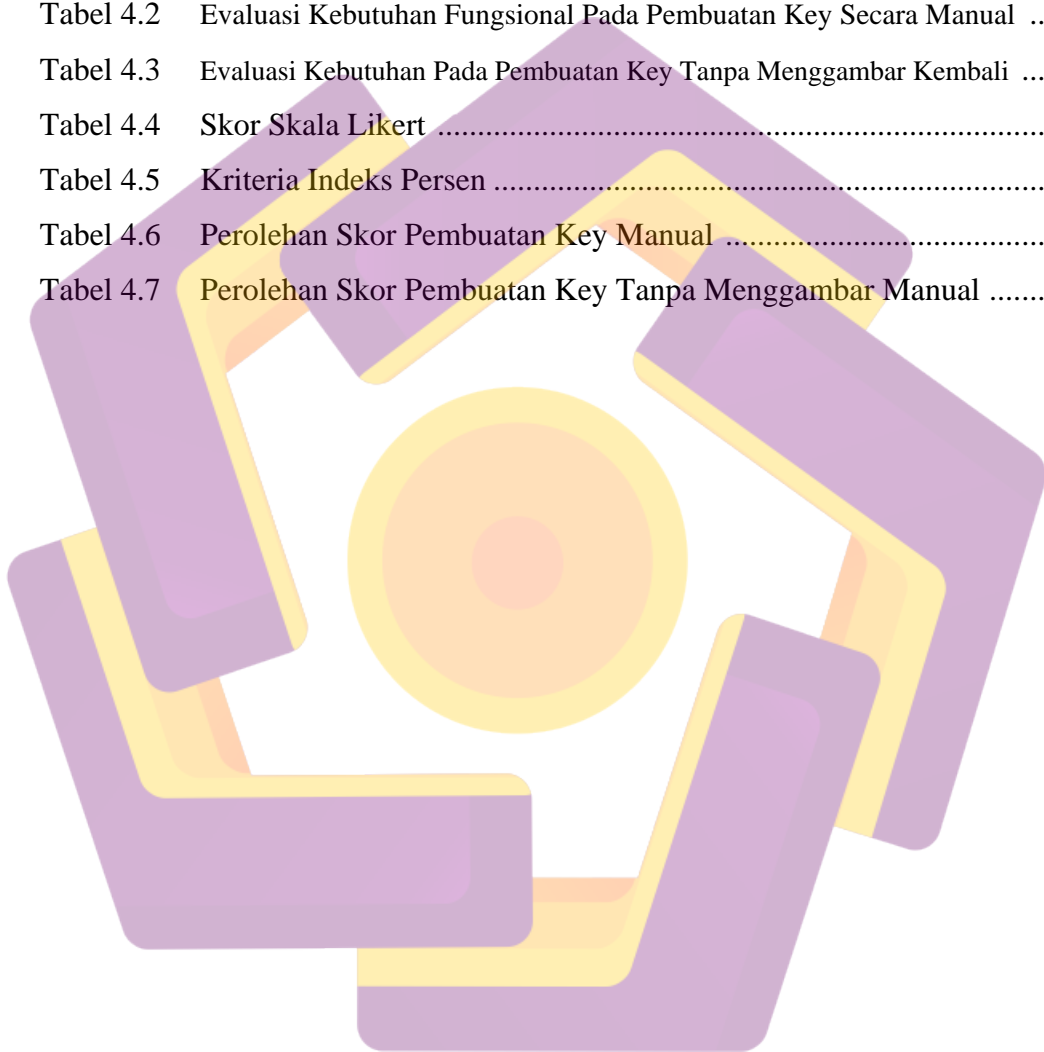 Tabel 4.2 Evaluasi Kebutuhan Fungsional Pada Pembuatan Key Secara Manual ..
Tabel 4.3 Evaluasi Kebutuhan Pada Pembuatan Key Tanpa Menggambar Kembali ...
Tabel 4.4 Skor Skala Likert ............................................................................
Tabel 4.5 Kriteria Indeks Persen .....................................................................
Tabel 4.6 Perolehan Skor Pembuatan Key Manual ........................................
Tabel 4.7 Perolehan Skor Pembuatan Key Tanpa Menggambar Manual .......